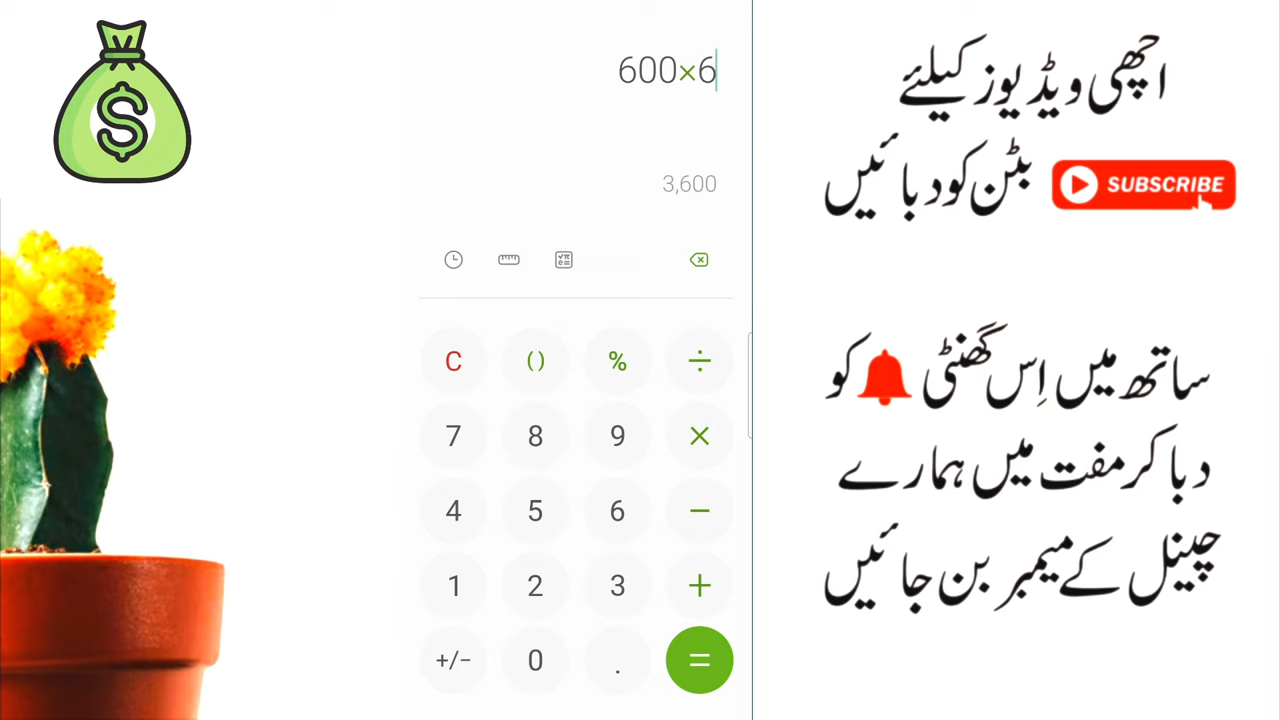 $
600×6
3,600
C ( ) % ÷
7 8 9 ×
4 5 6 −
1 2 3 +
+/− 0 . =
اچھی ویڈیوز کیلئے
SUBSCRIBE بٹن کو دبائیں
ساتھ میں اِس گھنٹی کو
دبا کر مفت میں ہمارے
چینل کے میمبر بن جائیں